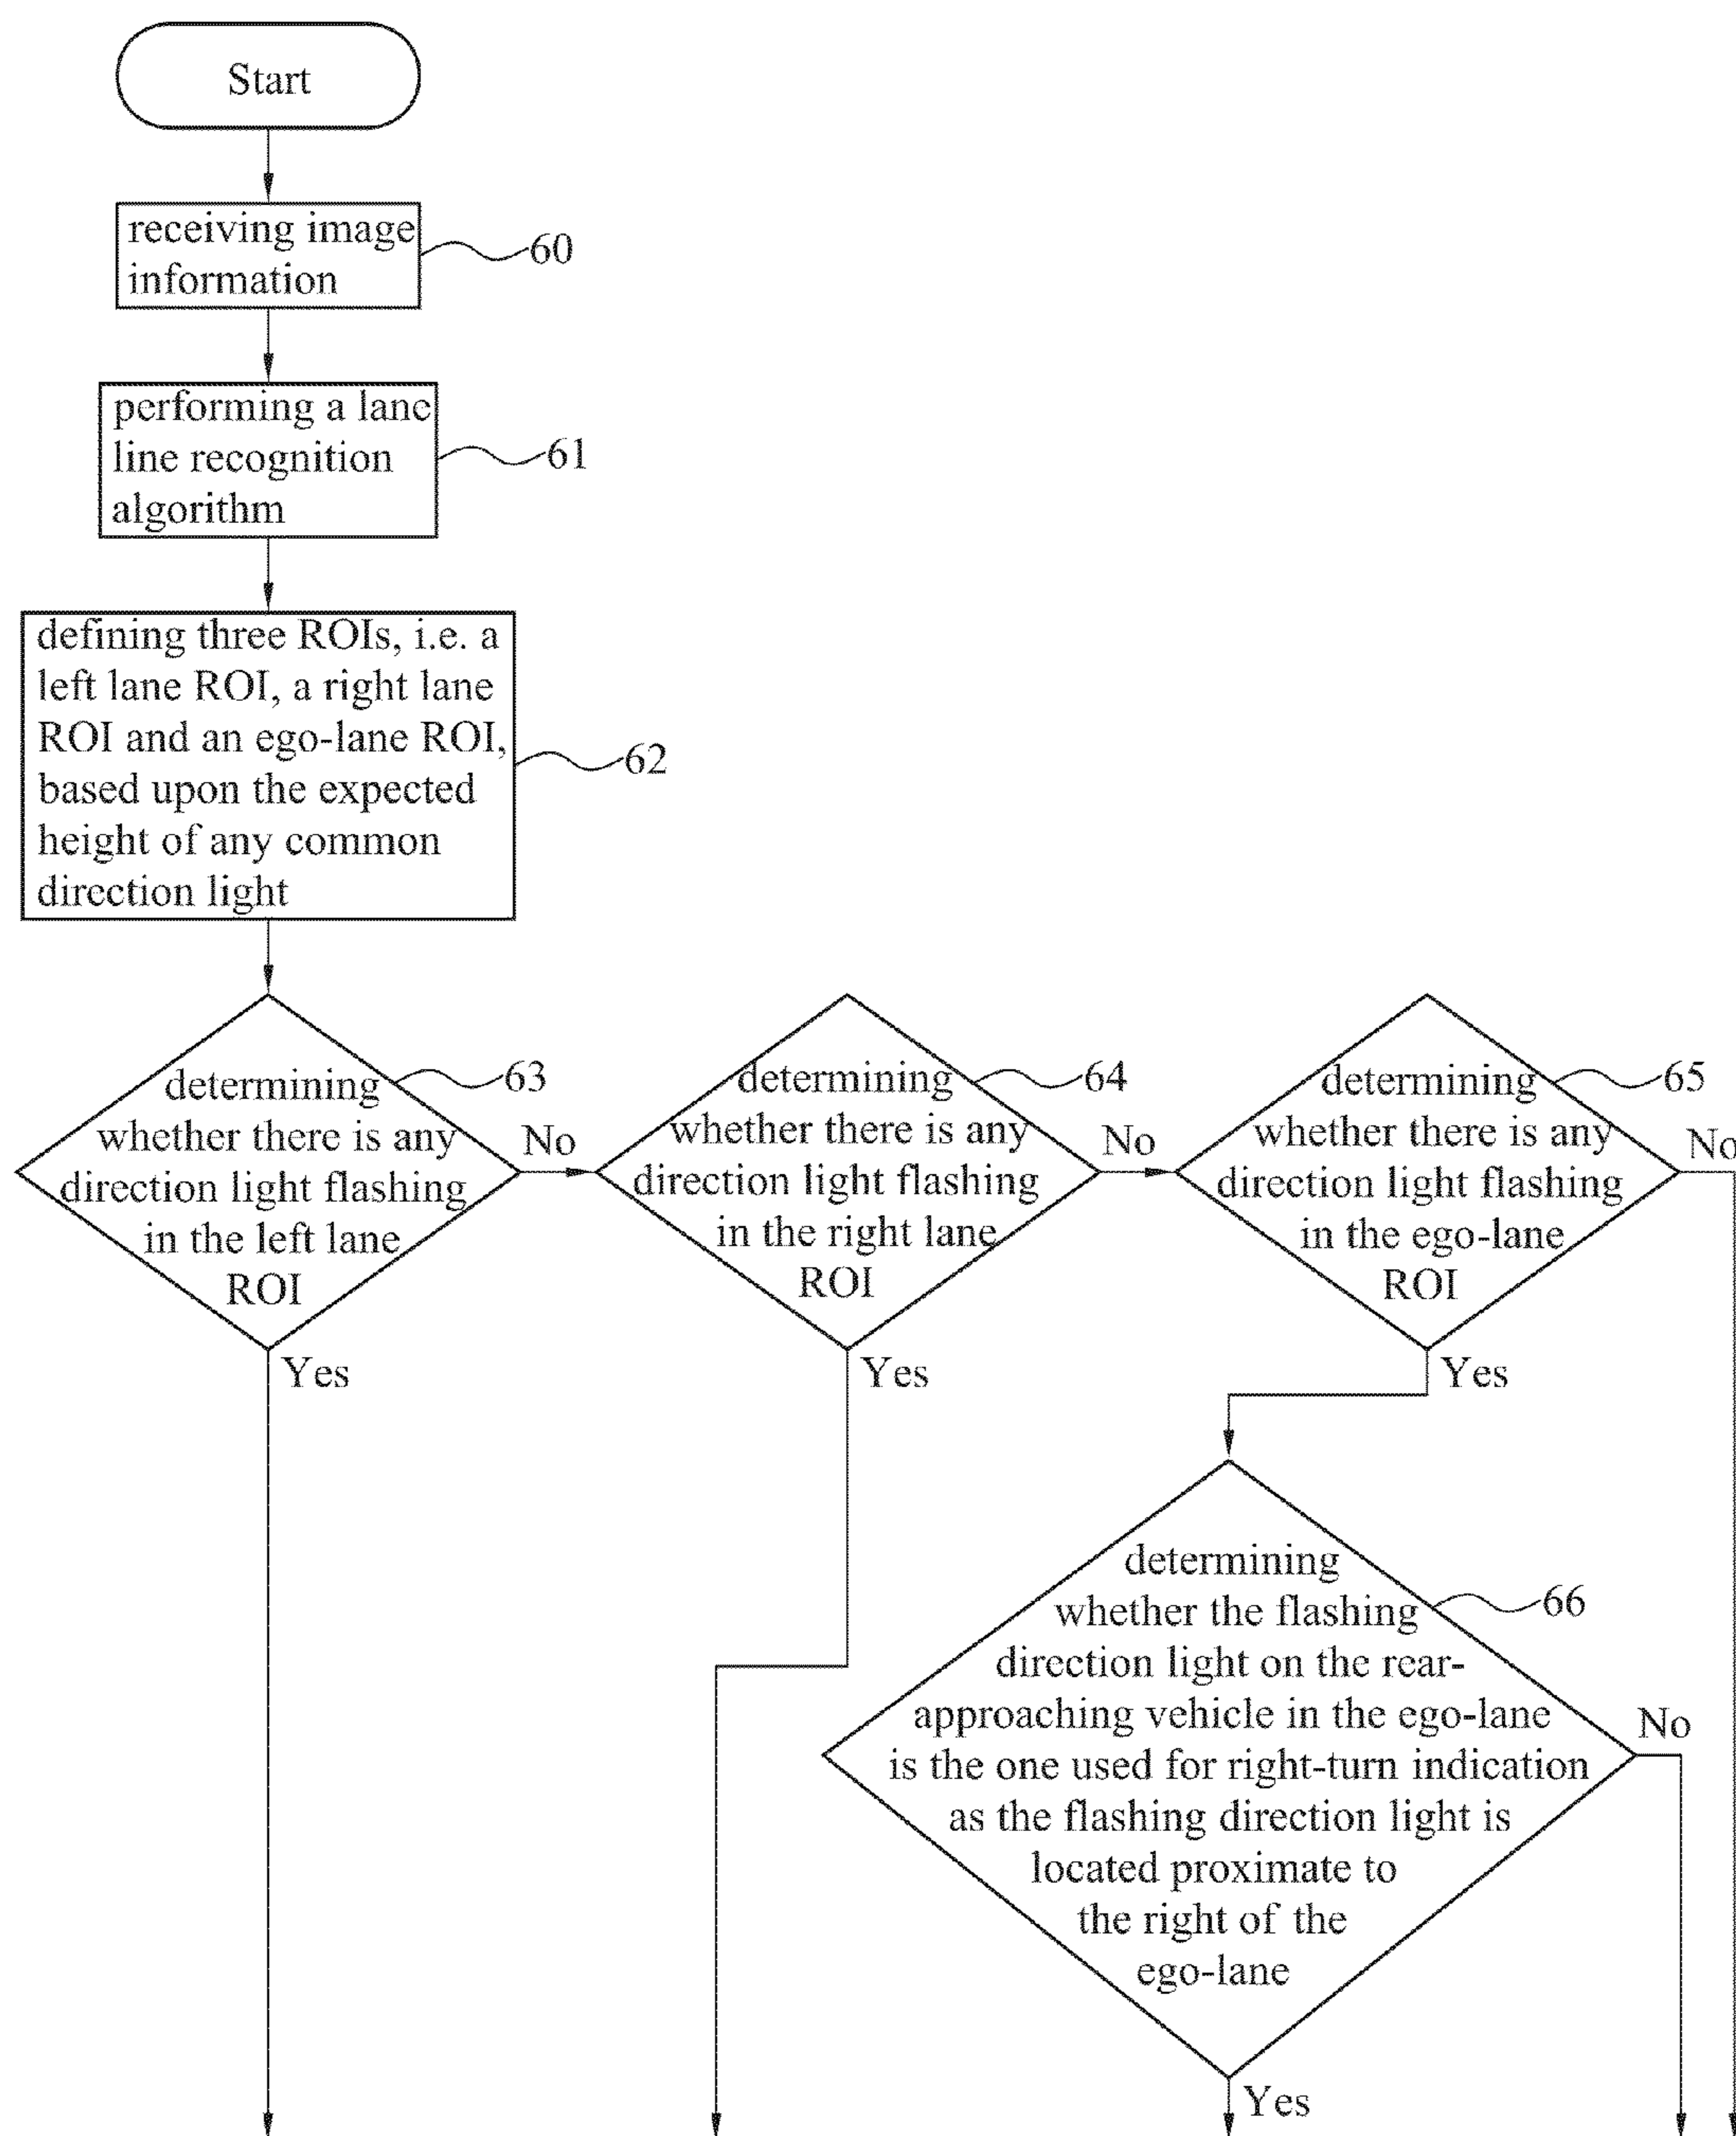 Start
receiving image
information
60
performing a lane
line recognition
algorithm
61
defining three ROIs, i.e. a
left lane ROI, a right lane
ROI and an ego-lane ROI,
based upon the expected
height of any common
direction light
62
determining
whether there is any
direction light flashing
in the left lane
ROI
63
No
Yes
determining
whether there is any
direction light flashing
in the right lane
ROI
64
No
Yes
determining
whether there is any
direction light flashing
in the ego-lane
ROI
65
No
Yes
determining
whether the flashing
direction light on the rear-
approaching vehicle in the ego-lane
is the one used for right-turn indication
as the flashing direction light is
located proximate to
the right of the
ego-lane
66
No
Yes